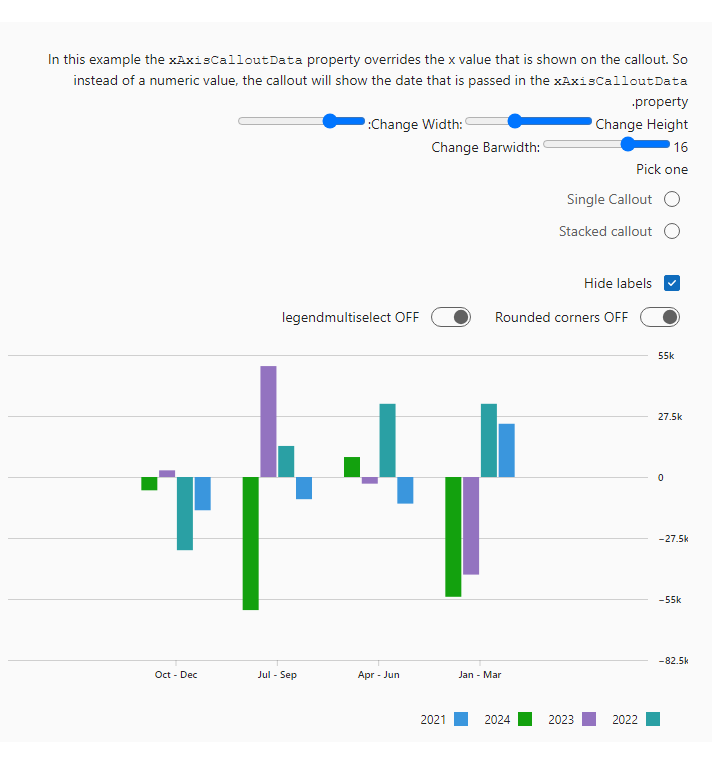 In this example the xAxisCalloutData property overrides the x value that is shown on the callout. So
instead of a numeric value, the callout will show the date that is passed in the xAxisCalloutData
.property
:Change Width: Change Height
Change Barwidth: 16
Pick one
Single Callout
Stacked callout
Hide labels
legendmultiselect OFF Rounded corners OFF
55k
27.5k
0
−27.5k
−55k
−82.5k
Oct - Dec Jul - Sep Apr - Jun Jan - Mar
2021 2024 2023 2022